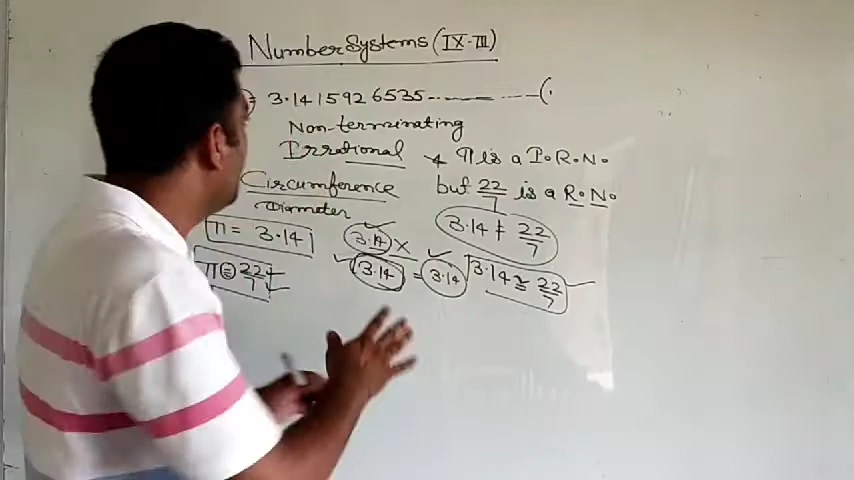 Number Systems (IX-III)
= 3.1415926535........—...—(.
Non-terminating
Irrational
Circumference
Diameter
π = 3.14
π = 22/7
3.14 X
3.14 = 3.14
* π is a I.R.N.
but 22/7 is a R.N.
3.14 ≠ 22/7
3.14 ≅ 22/7